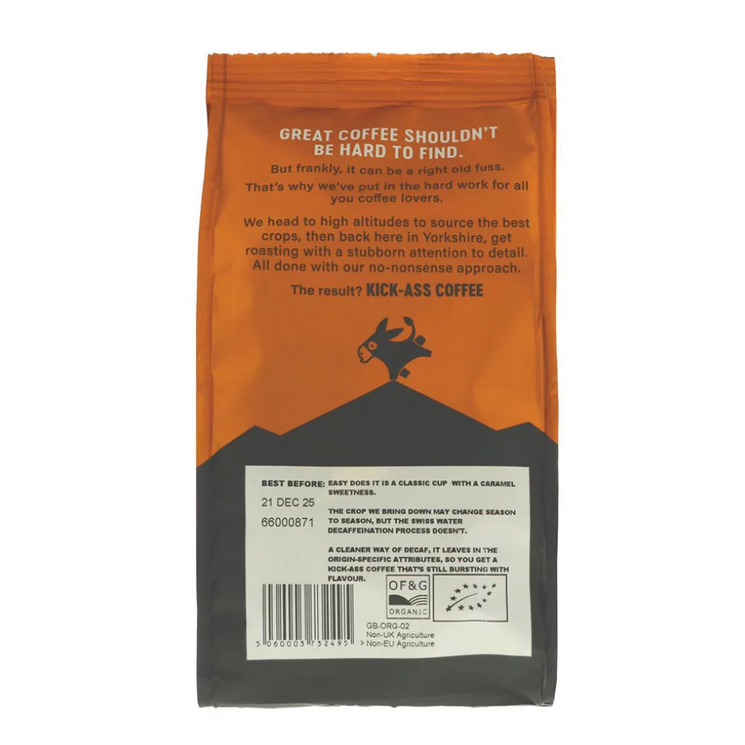 GREAT COFFEE SHOULDN'T
BE HARD TO FIND.
But frankly, it can be a right old fuss.
That's why we've put in the hard work for all
you coffee lovers.
We head to high altitudes to source the best
crops, then back here in Yorkshire, get
roasting with a stubborn attention to detail.
All done with our no-nonsense approach.
The result? KICK-ASS COFFEE
BEST BEFORE:
21 DEC 25
66000871
EASY DOES IT IS A CLASSIC CUP WITH A CARAMEL
SWEETNESS.
THE CROP WE BRING DOWN MAY CHANGE SEASON
TO SEASON, BUT THE SWISS WATER
DECAFFEINATION PROCESS DOESN'T.
A CLEANER WAY OF DECAF, IT LEAVES IN THE
ORIGIN-SPECIFIC ATTRIBUTES, SO YOU GET A
KICK-ASS COFFEE THAT'S STILL BURSTING WITH
FLAVOUR.
OF&G
ORGANIC
GB-ORG-02
Non-UK Agriculture
Non-EU Agriculture
5 060003 732495 >